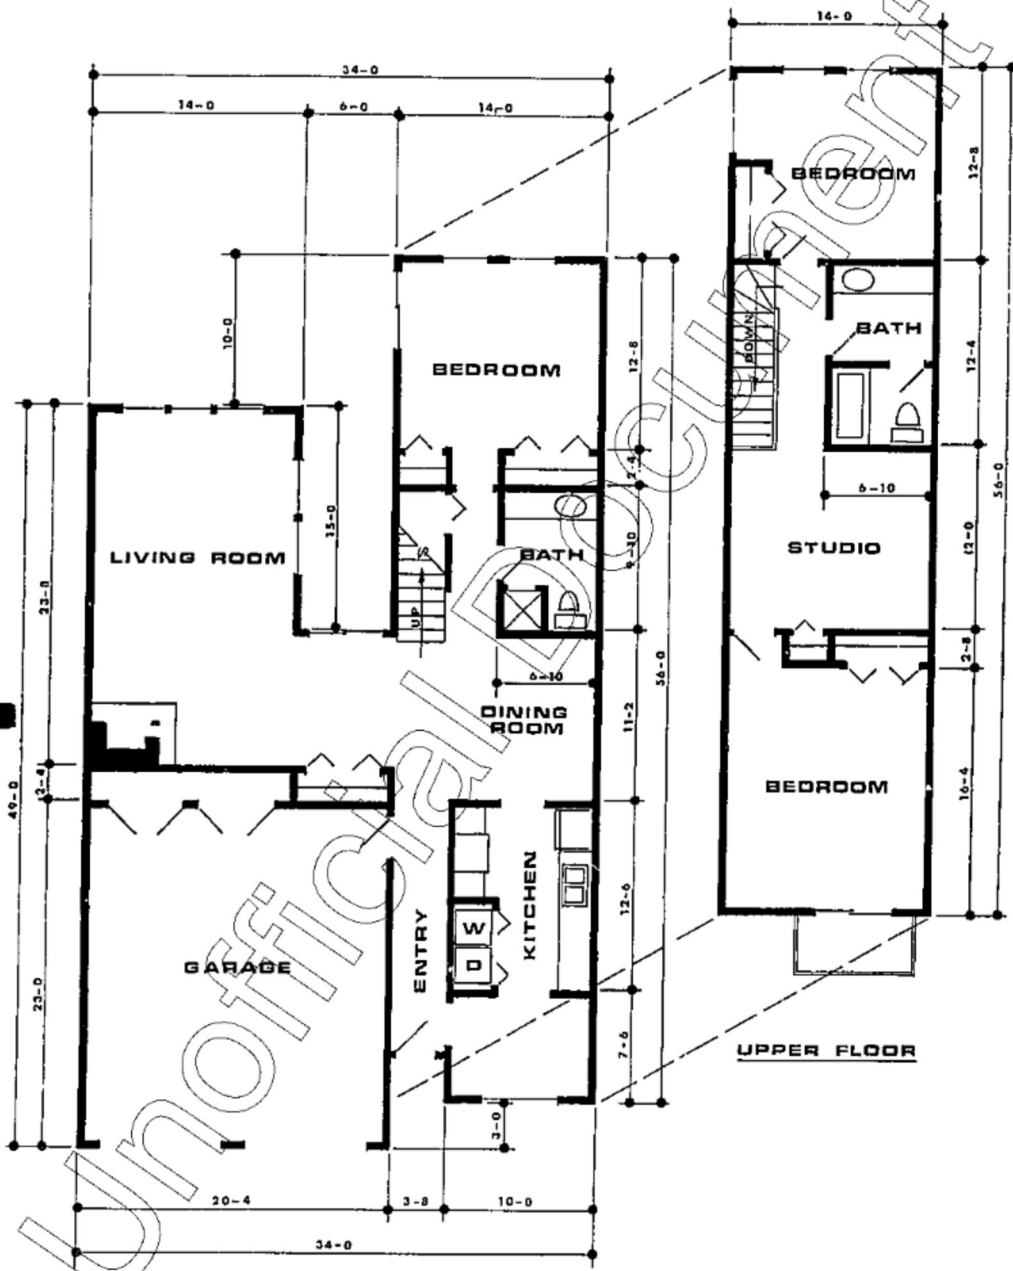 14-0
34-0
14-0
6-0
14-0
12-8
BEDROOM
10-0
DOWN
BATH
12-4
12-8
BEDROOM
2-4
6-10
56-0
15-0
S
BATH
STUDIO
12-0
LIVING ROOM
23-8
UP
2-8
6-10
56-0
DINING
ROOM
11-2
BEDROOM
16-4
2-4
49-0
KITCHEN
12-6
ENTRY
W
D
GARAGE
23-0
7-6
UPPER FLOOR
3-0
20-4
3-8
10-0
34-0
Unofficial Document